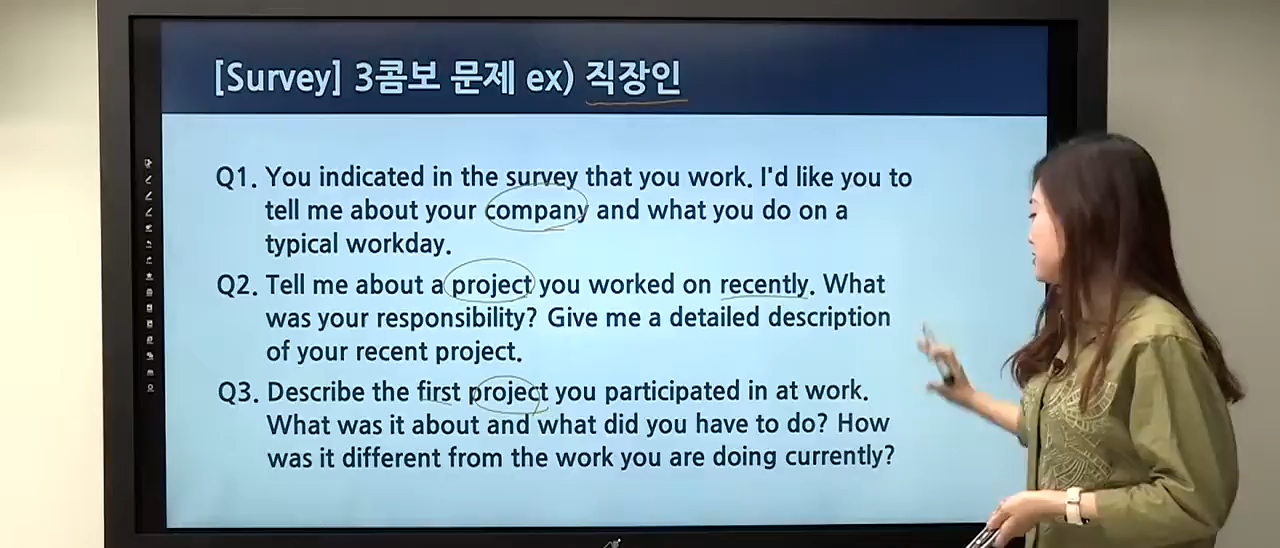 [Survey] 3콤보 문제 ex) 직장인
Q1. You indicated in the survey that you work. I'd like you to
tell me about your company and what you do on a
typical workday.
Q2. Tell me about a project you worked on recently. What
was your responsibility? Give me a detailed description
of your recent project.
Q3. Describe the first project you participated in at work.
What was it about and what did you have to do? How
was it different from the work you are doing currently?